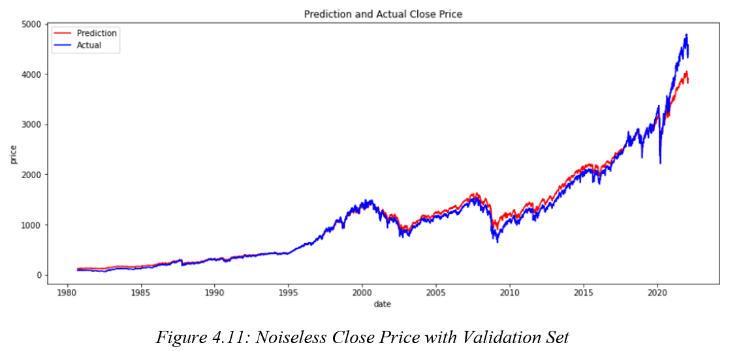 Prediction and Actual Close Price
Prediction
Actual
5000
4000
3000
2000
1000
0
price
1980
1985
1990
1995
2000
2005
2010
2015
2020
date
Figure 4.11: Noiseless Close Price with Validation Set